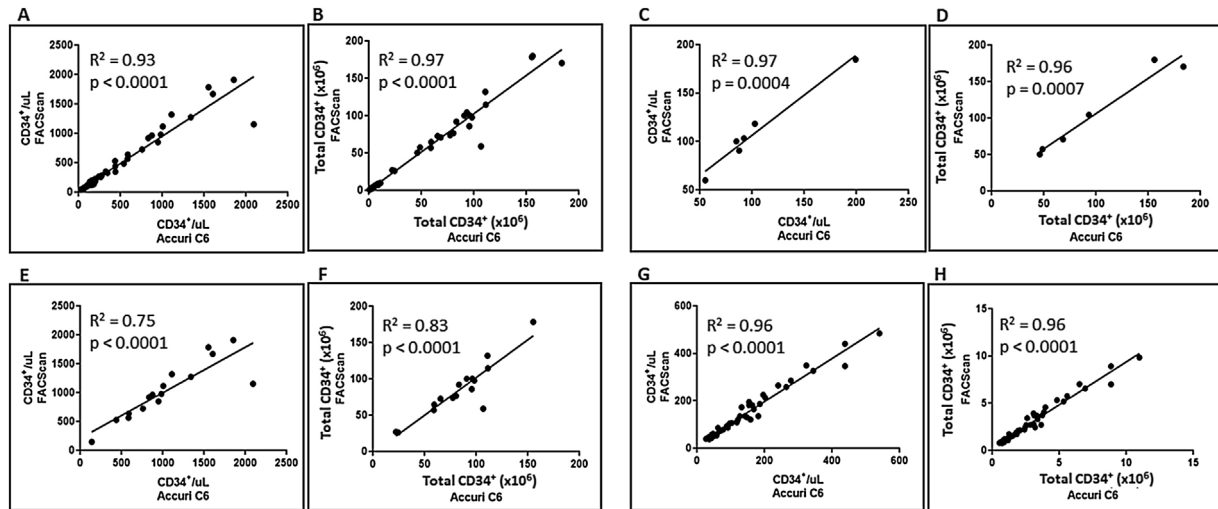 A
R² = 0.93
p < 0.0001
CD34⁺/uL
FACSScan
2500
2000
1500
1000
500
0
0 500 1000 1500 2000 2500
CD34⁺/uL
Accuri C6
B
R² = 0.97
p < 0.0001
Total CD34⁺ (x10⁶)
FACSScan
200
150
100
50
0
0 50 100 150 200
Total CD34⁺ (x10⁶)
Accuri C6
C
R² = 0.97
p = 0.0004
CD34⁺/uL
FACSScan
200
150
100
50
50 100 150 200
CD34⁺/uL
Accuri C6
D
R² = 0.96
p = 0.0007
Total CD34⁺ (x10⁶)
FACSScan
200
150
100
50
0
0 50 100 150 200
Total CD34⁺ (x10⁶)
Accuri C6
E
R² = 0.75
p < 0.0001
CD34⁺/uL
FACSScan
2500
2000
1500
1000
500
0
0 500 1000 1500 2000 2500
CD34⁺/uL
Accuri C6
F
R² = 0.83
p < 0.0001
Total CD34⁺ (x10⁶)
FACSScan
200
150
100
50
0
0 50 100 150 200
Total CD34⁺ (x10⁶)
Accuri C6
G
R² = 0.96
p < 0.0001
CD34⁺/uL
FACSScan
600
400
200
0
0 200 400 600
CD34⁺/uL
Accuri C6
H
R² = 0.96
p < 0.0001
Total CD34⁺ (x10⁶)
FACSScan
15
10
5
0
0 5 10 15
Total CD34⁺ (x10⁶)
Accuri C6